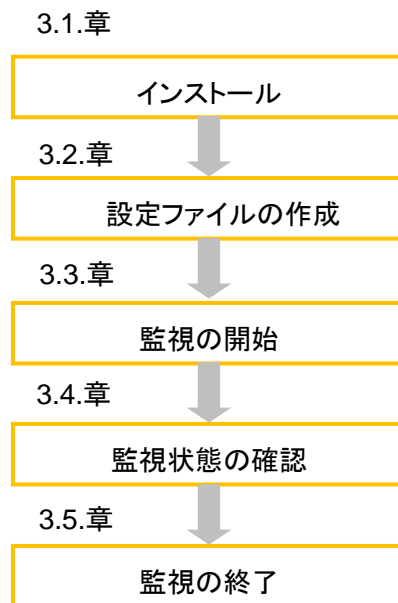 3.1.章
インストール
3.2.章
設定ファイルの作成
3.3.章
監視の開始
3.4.章
監視状態の確認
3.5.章
監視の終了